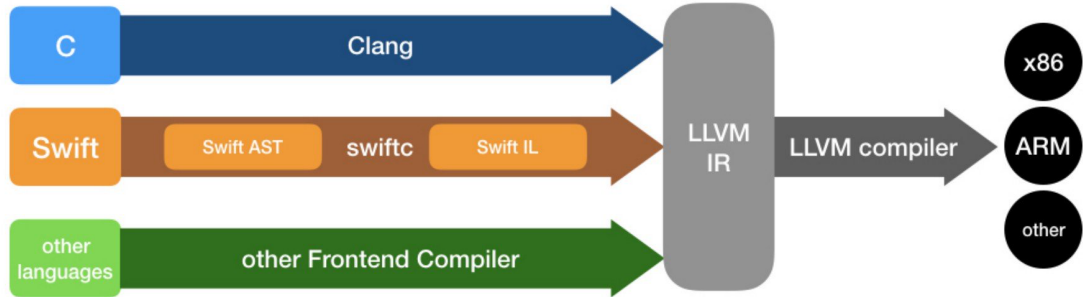 C
Clang
Swift
Swift AST
swiftc
Swift IL
other
languages
other Frontend Compiler
LLVM
IR
LLVM compiler
x86
ARM
other